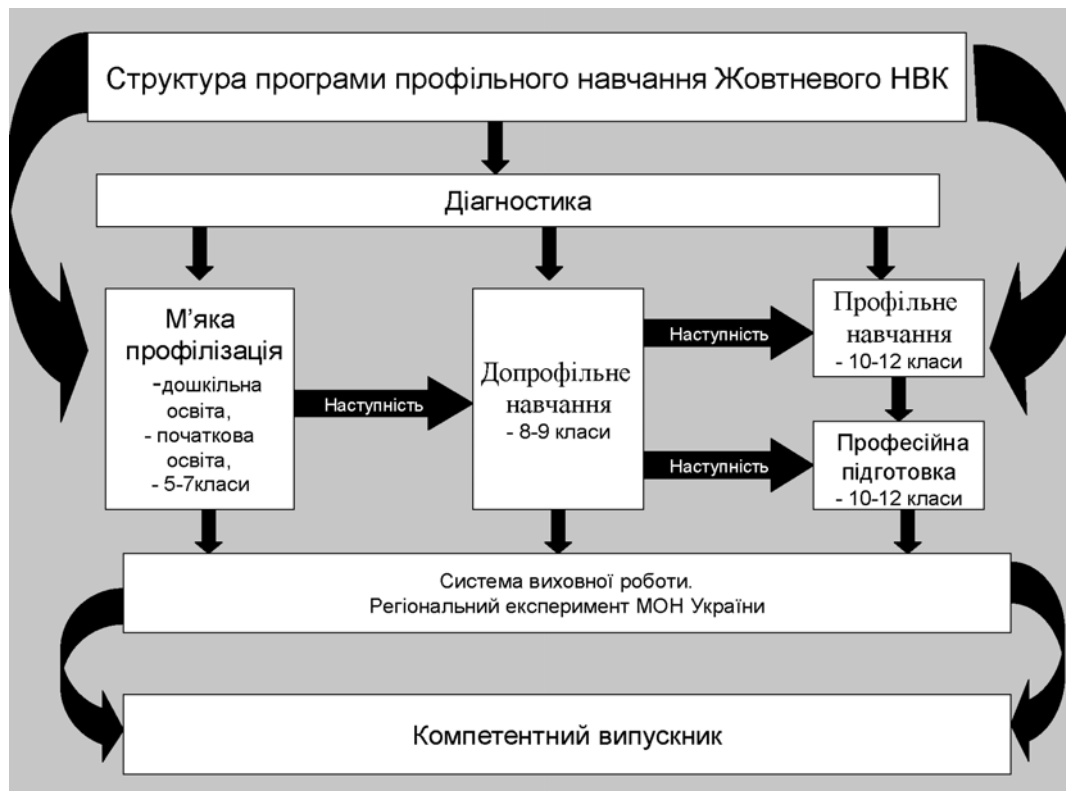 Структура програми профільного навчання Жовтневого НВК
Діагностика
М’яка
профілізація
-дошкільна
освіта,
- початкова
освіта,
- 5-7класи
Наступність
Допрофільне
навчання
- 8-9 класи
Наступність
Наступність
Профільне
навчання
- 10-12 класи
Професійна
підготовка
- 10-12 класи
Система виховної роботи.
Регіональний експеримент МОН України
Компетентний випускник